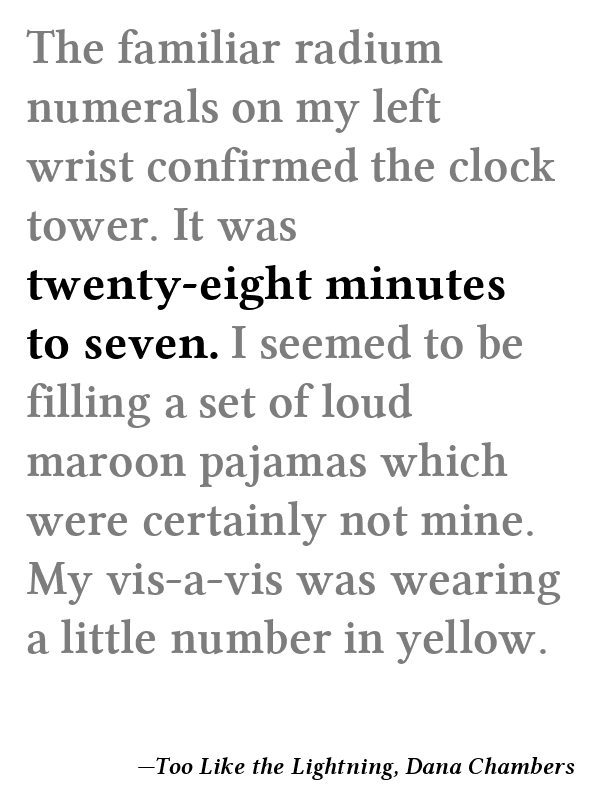 The familiar radium
numerals on my left
wrist confirmed the clock
tower. It was
twenty-eight minutes
to seven. I seemed to be
filling a set of loud
maroon pajamas which
were certainly not mine.
My vis-a-vis was wearing
a little number in yellow.
—Too Like the Lightning, Dana Chambers